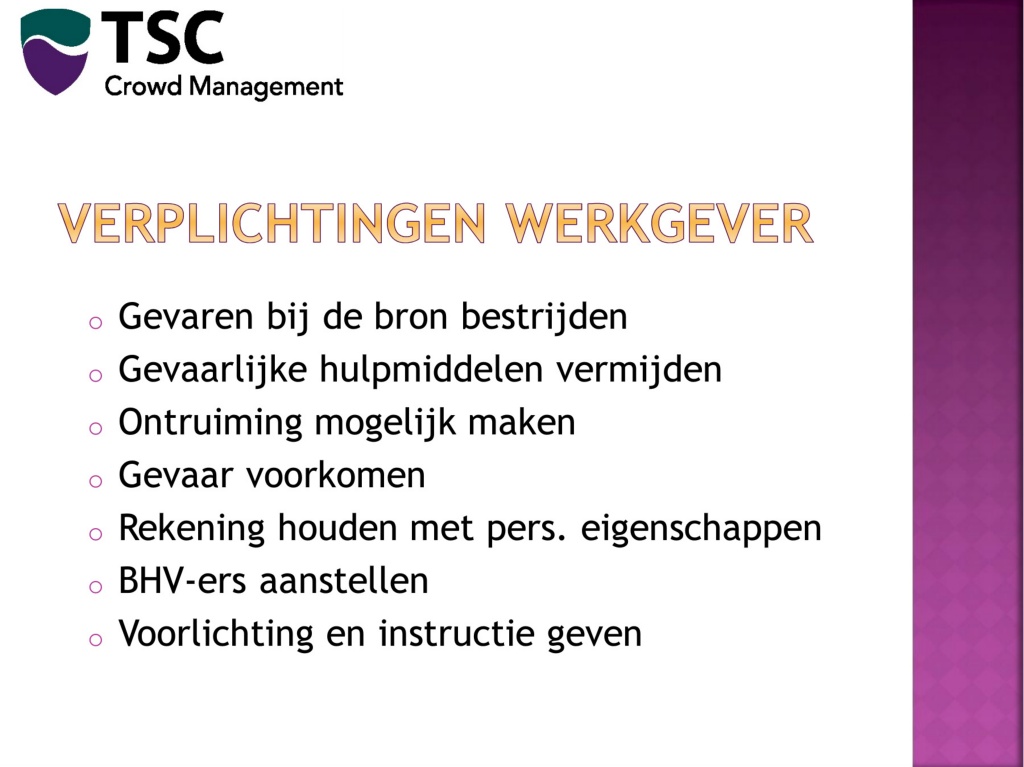 TSC
Crowd Management
VERPLICHTINGEN WERKGEVER
o Gevaren bij de bron bestrijden
o Gevaarlijke hulpmiddelen vermijden
o Ontruiming mogelijk maken
o Gevaar voorkomen
o Rekening houden met pers. eigenschappen
o BHV-ers aanstellen
o Voorlichting en instructie geven